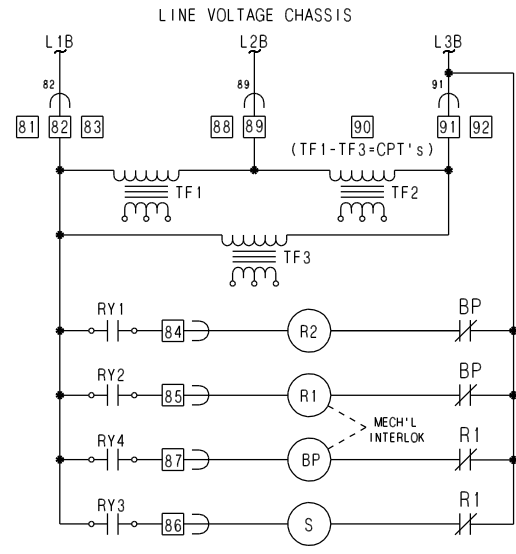 LINE VOLTAGE CHASSIS
L1B L2B L3B
82 89 91
81 82 83 88 89 90 91 92
(TF1-TF3=CPT's)
TF1 TF2
TF3
RY1 84 R2 BP
RY2 85 R1 BP
MECH'L
INTERLOK
RY4 87 BP R1
RY3 86 S R1